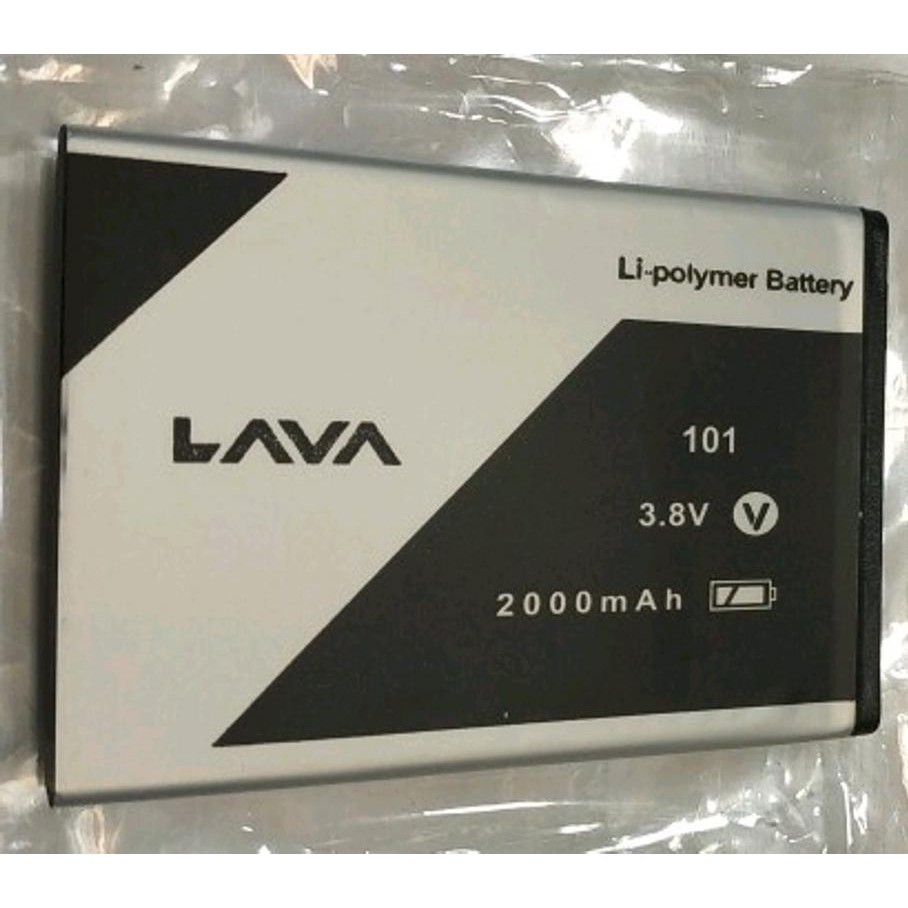 Li-polymer Battery
LAVA
101
3.8V V
2000mAh